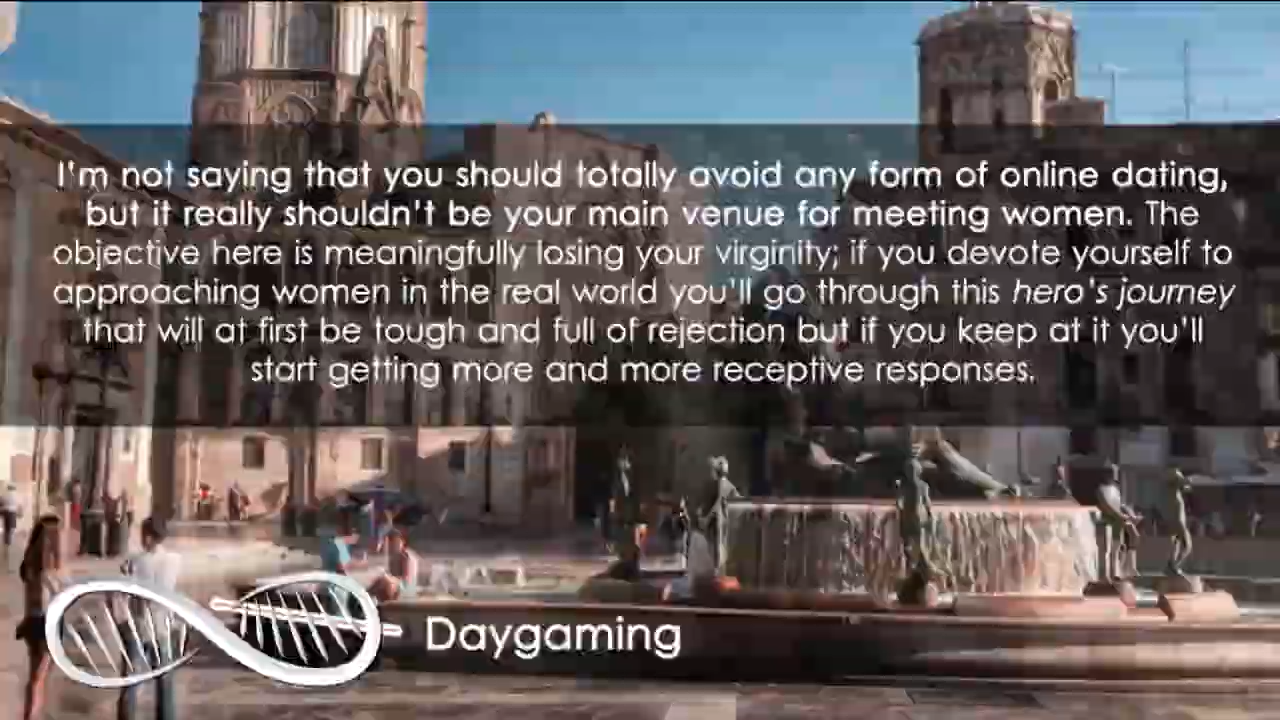 I'm not saying that you should totally avoid any form of online dating,
but it really shouldn't be your main venue for meeting women. The
objective here is meaningfully losing your virginity; if you devote yourself to
approaching women in the real world you'll go through this hero's journey
that will at first be tough and full of rejection but if you keep at it you'll
start getting more and more receptive responses.
Daygaming